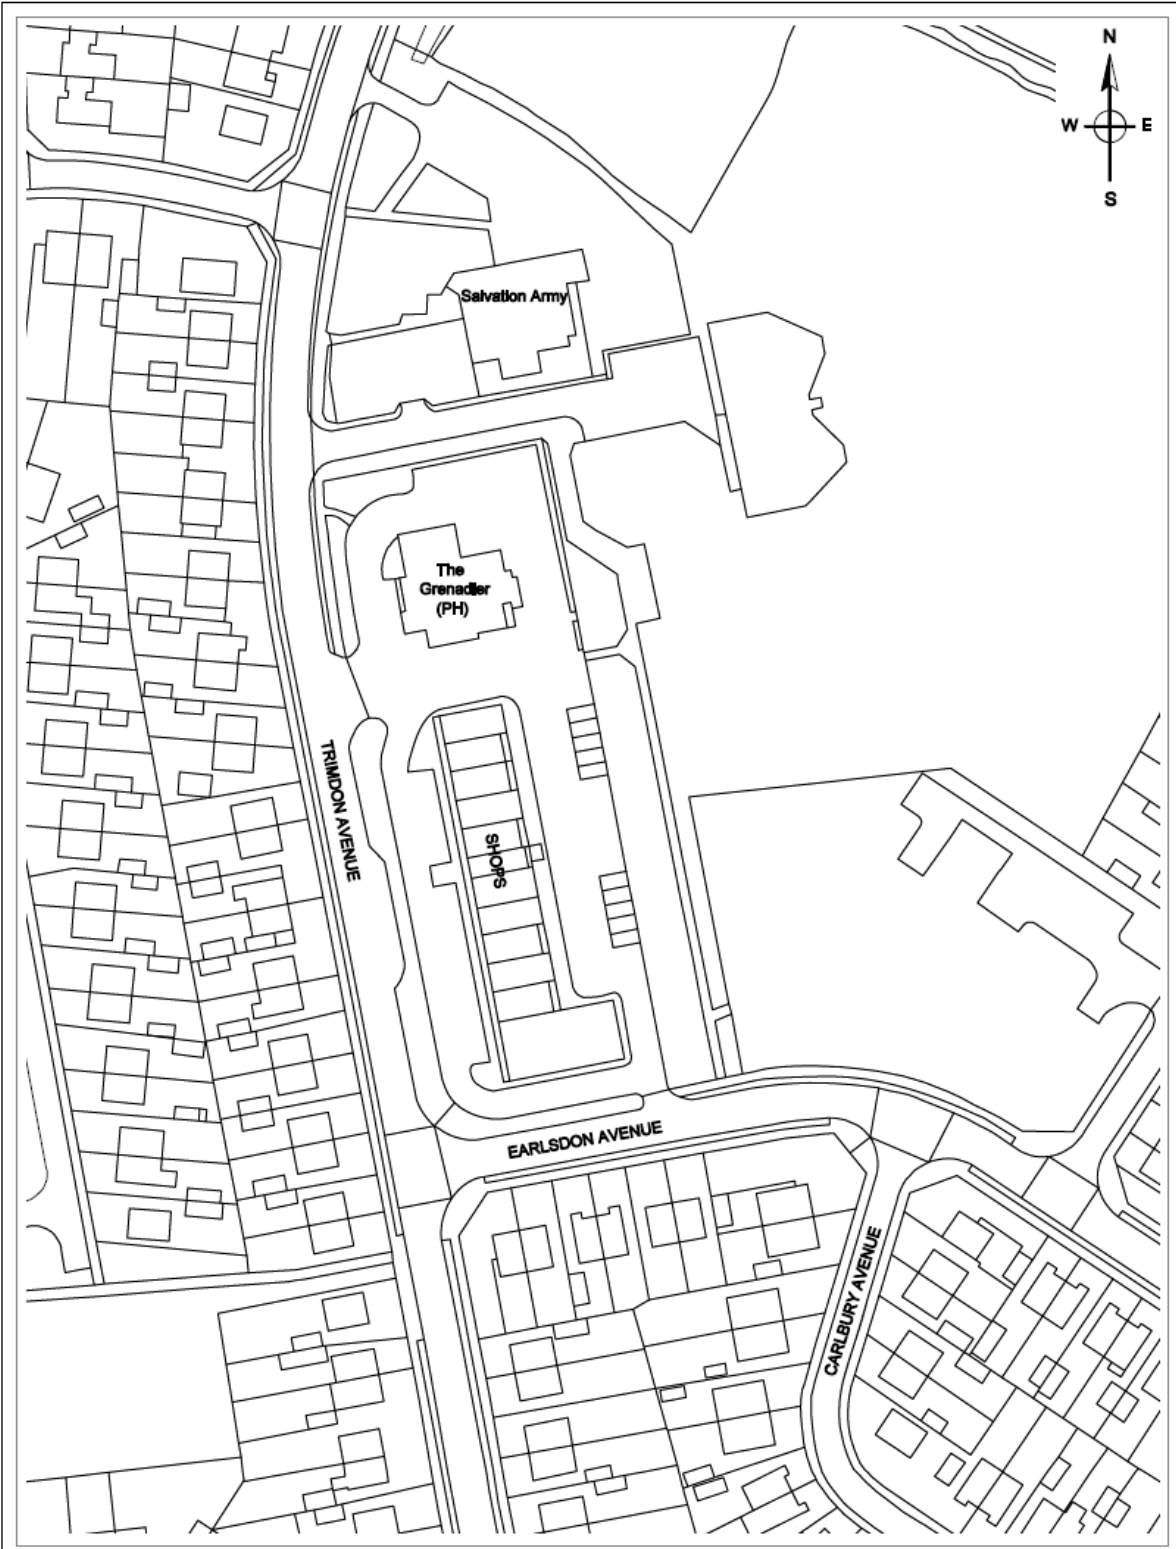 N
W E
S
Salvation Army
The
Grenadier
(PH)
TRIMDON AVENUE
SHOPS
EARLSDON AVENUE
CARLBURY AVENUE